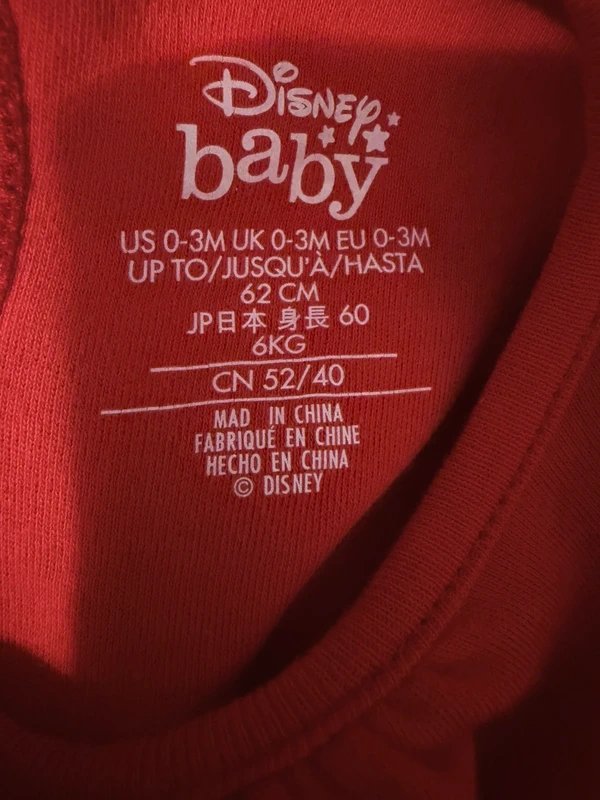 Disney
baby
US 0-3M UK 0-3M EU 0-3M
UP TO/JUSQU'À/HASTA
62 CM
JP日本 身長 60
6KG
CN 52/40
MAD IN CHINA
FABRIQUÉ EN CHINE
HECHO EN CHINA
© DISNEY